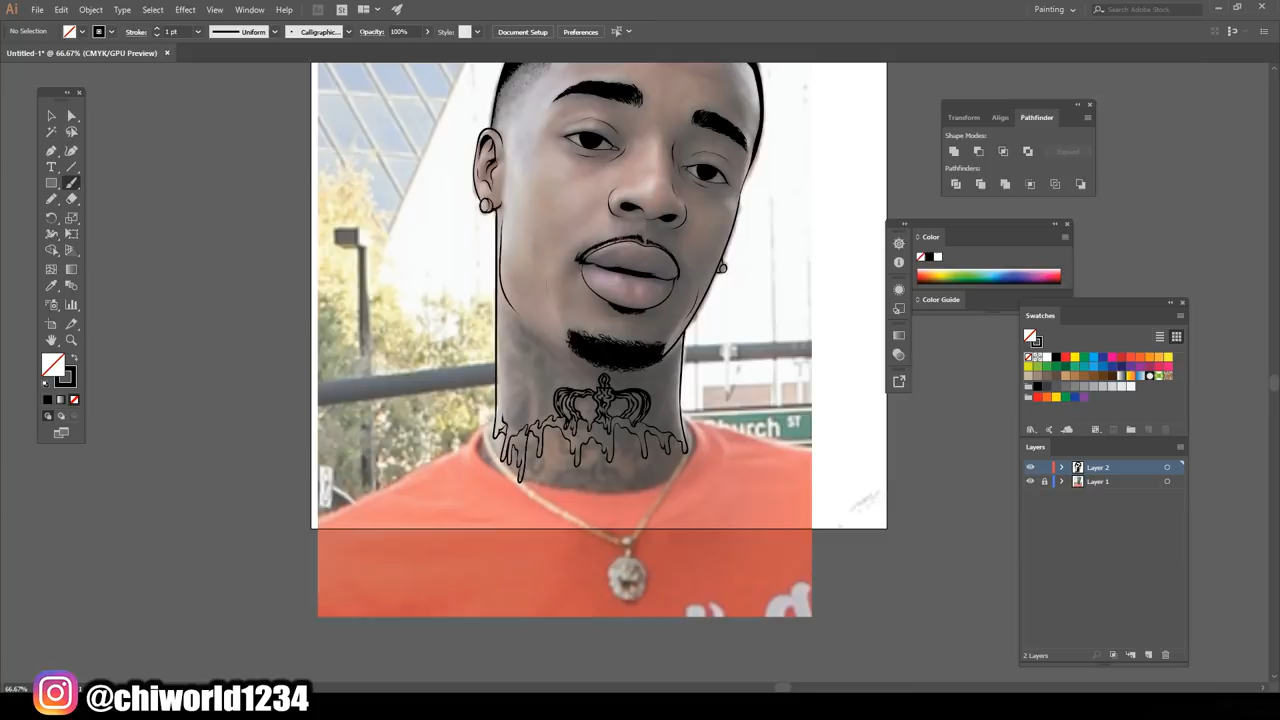 Ai File Edit Object Type Select Effect View Window Help Br St Painting Search Adobe Stock
No Selection Stroke: 1 pt Uniform Calligraphic... Opacity: 100% Style: Document Setup Preferences
Untitled-1* @ 66.67% (CMYK/GPU Preview) ×
Transform Align Pathfinder
Shape Modes:
Expand
Pathfinders:
Color
Color Guide
Swatches
Church ST
Layers
Layer 2
Layer 1
2 Layers
66.67%
@chiworld1234